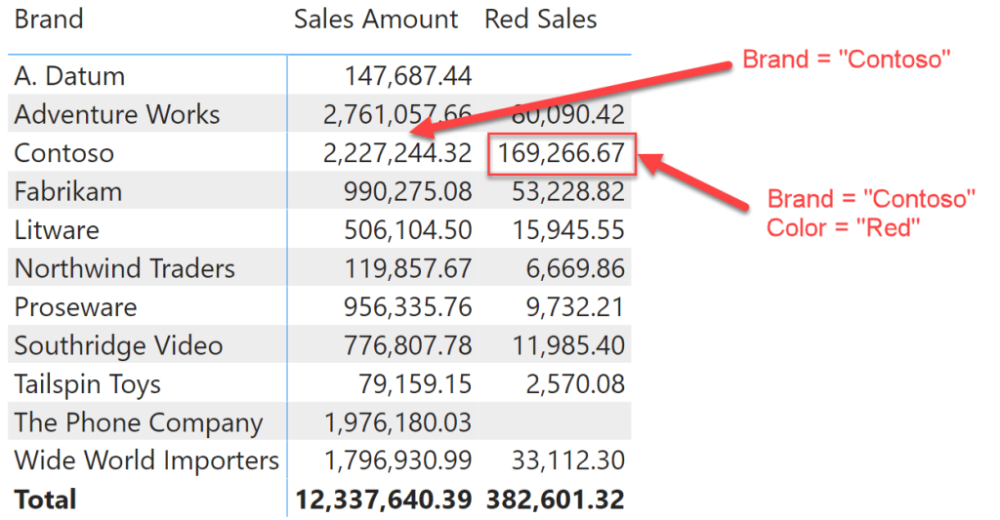 Brand Sales Amount Red Sales
A. Datum 147,687.44
Adventure Works 2,761,057.66 80,090.42
Contoso 2,227,244.32 169,266.67
Fabrikam 990,275.08 53,228.82
Litware 506,104.50 15,945.55
Northwind Traders 119,857.67 6,669.86
Proseware 956,335.76 9,732.21
Southridge Video 776,807.78 11,985.40
Tailspin Toys 79,159.15 2,570.08
The Phone Company 1,976,180.03
Wide World Importers 1,796,930.99 33,112.30
Total 12,337,640.39 382,601.32
Brand = "Contoso"
Brand = "Contoso"
Color = "Red"